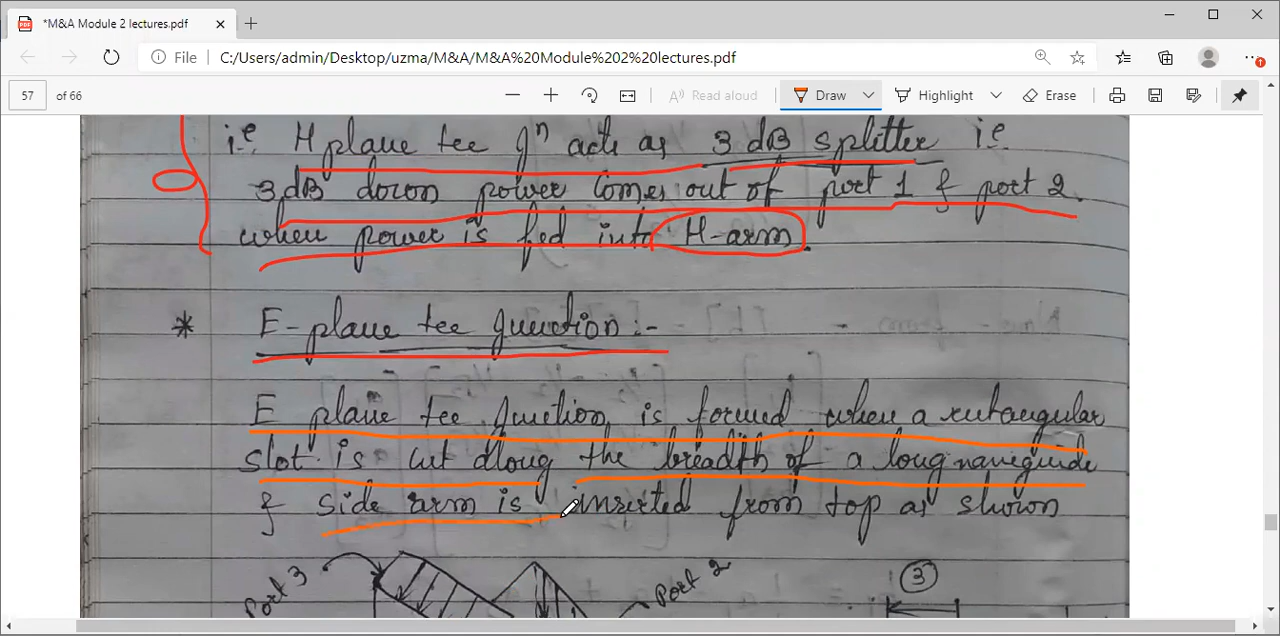 *M&A Module 2 lectures.pdf
File C:/Users/admin/Desktop/uzma/M&A/M&A%20Module%202%20lectures.pdf
57 of 66 Read aloud Draw Highlight Erase
i.e H plane tee jn acts as 3 dB splitter i.e
3 dB down power comes out of port 1 & port 2
when power is fed into H-arm.
* E-plane tee junction :-
E plane tee junction is formed when a rectangular
slot is cut along the breadth of a long waveguide
& side arm is inserted from top as shown
Port 3 Port 2 3